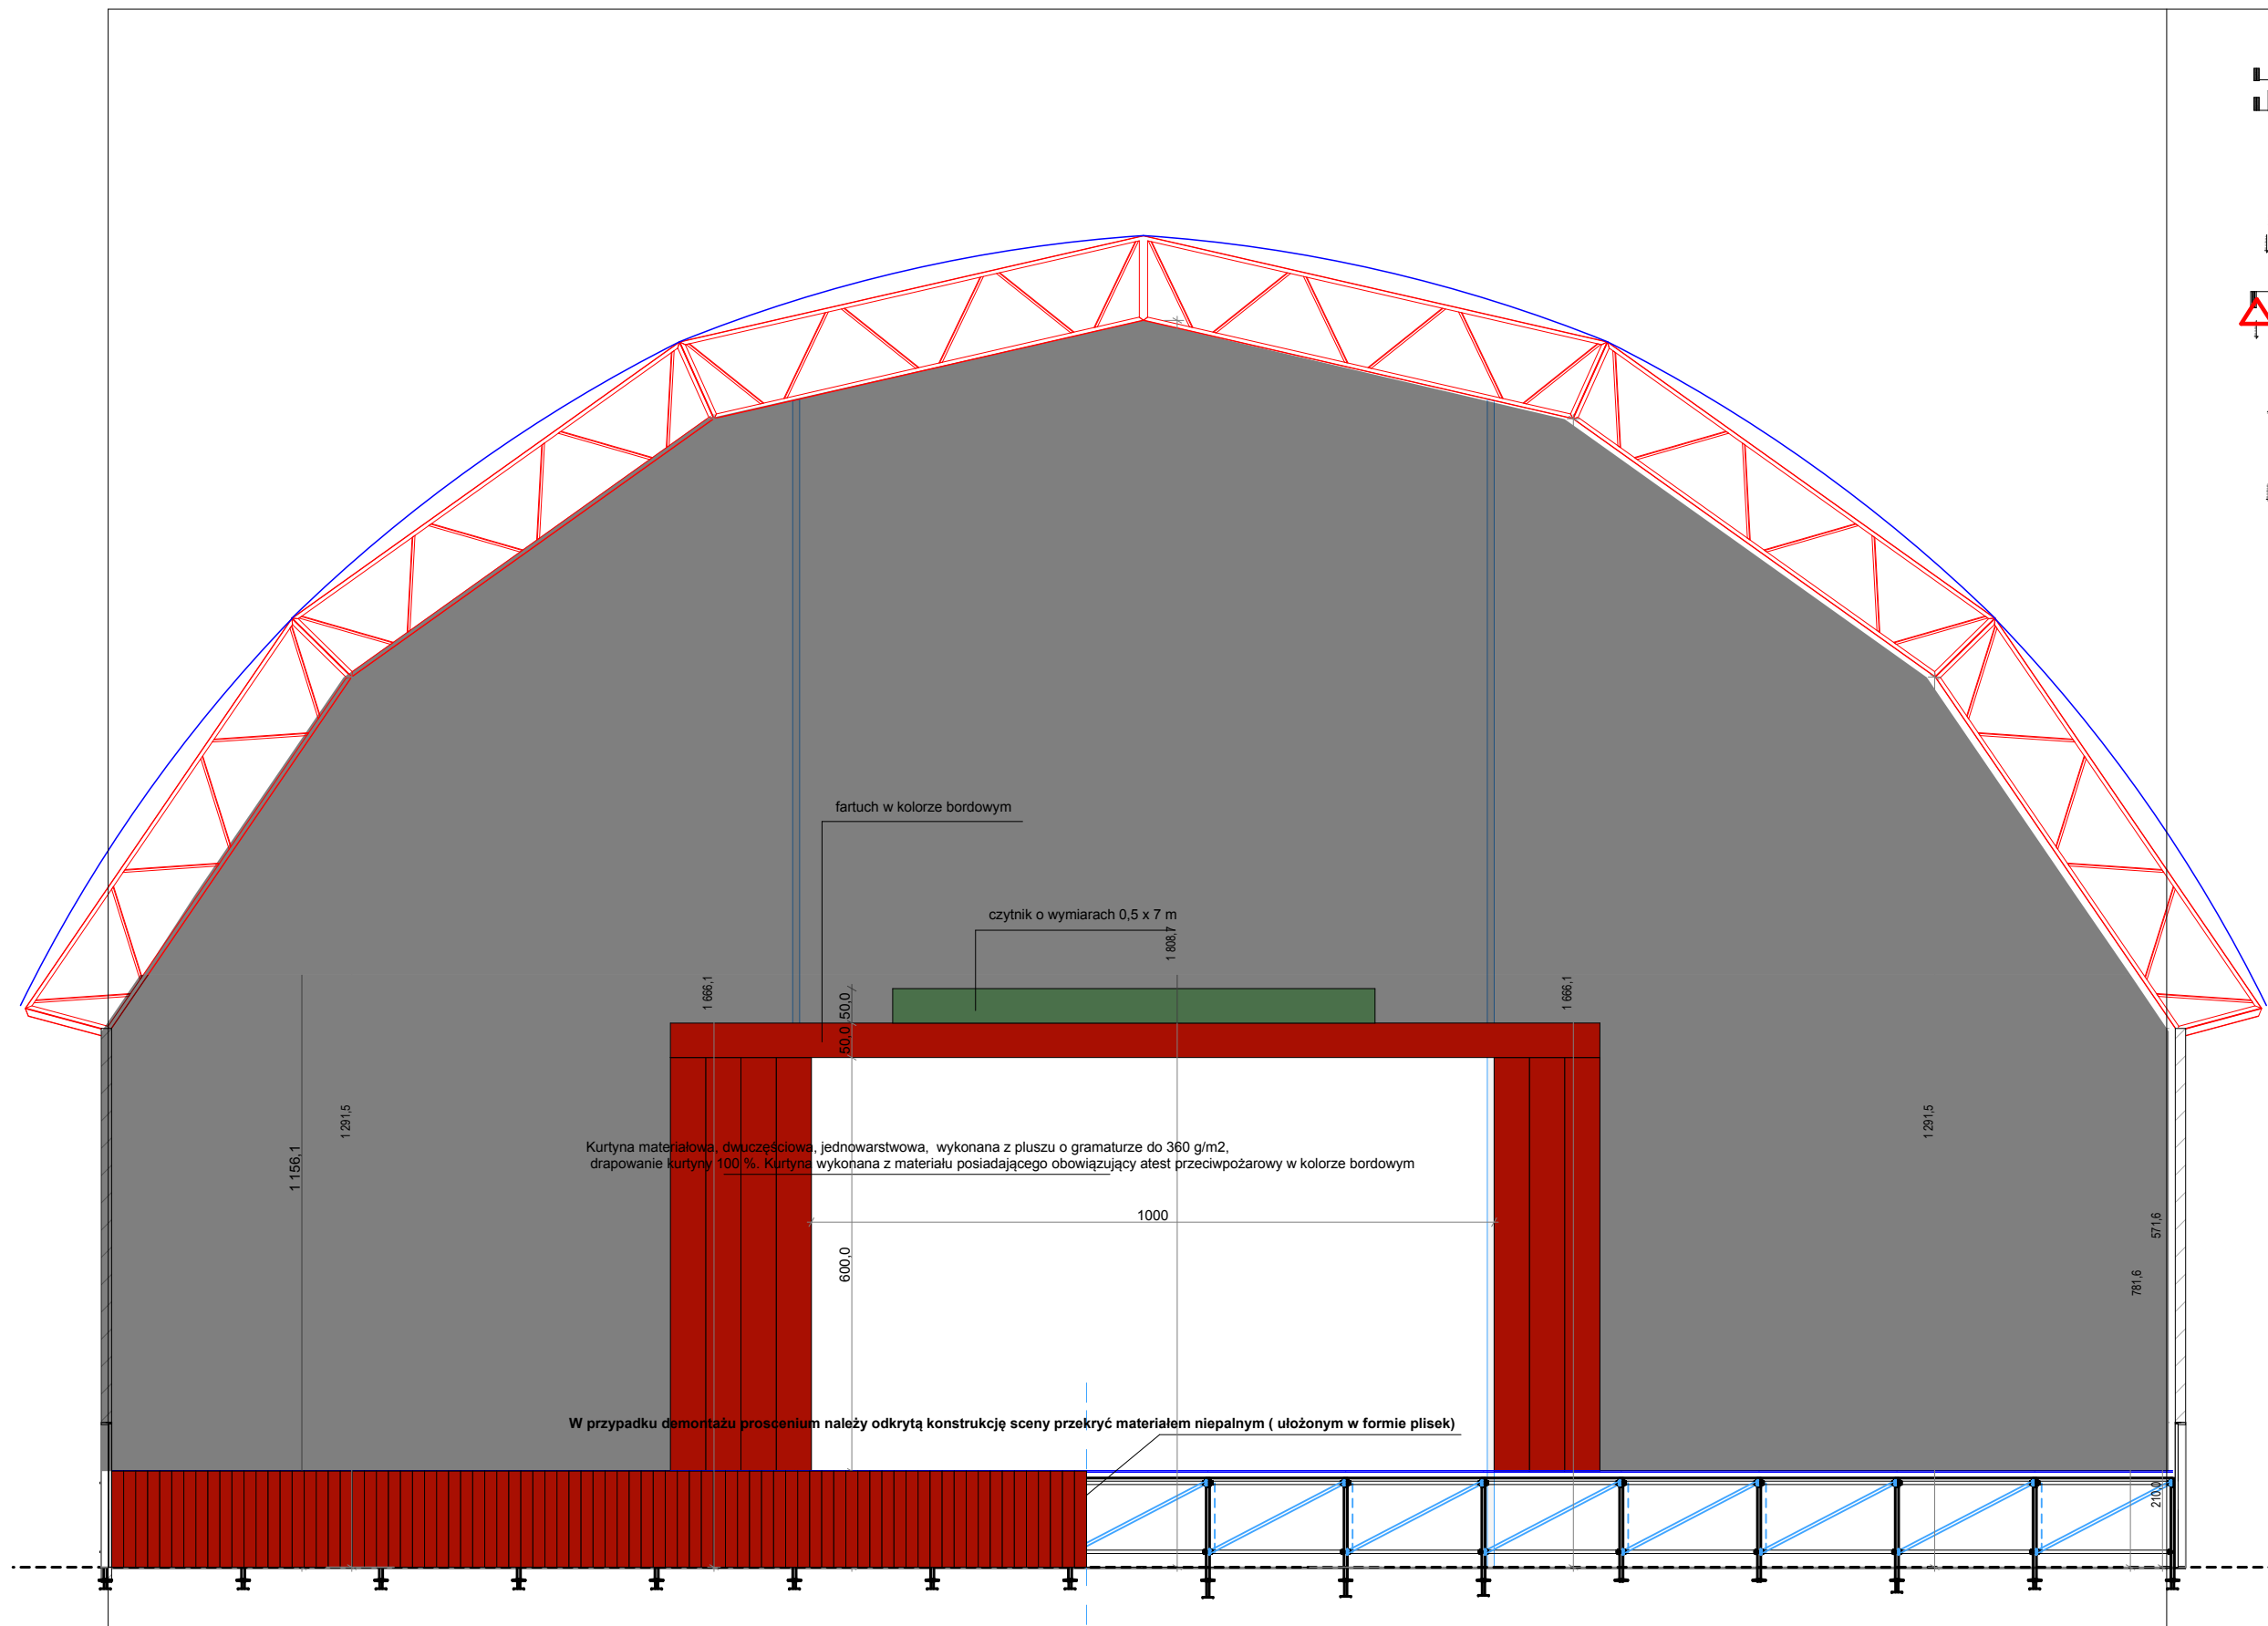 fartuch w kolorze bordowym
czytnik o wymiarach 0,5 x 7 m
1 808,7
1 666,1
50,0
50,0
1 666,1
1 291,5
1 291,5
1 156,1
Kurtyna materiałowa, dwuczęściowa, jednowarstwowa, wykonana z pluszu o gramaturze do 360 g/m2,
drapowanie kurtyny 100 %. Kurtyna wykonana z materiału posiadającego obowiązujący atest przeciwpożarowy w kolorze bordowym
1000
571,6
600,0
781,6
W przypadku demontażu proscenium należy odkrytą konstrukcję sceny przekryć materiałem niepalnym ( ułożonym w formie plisek)
210,0